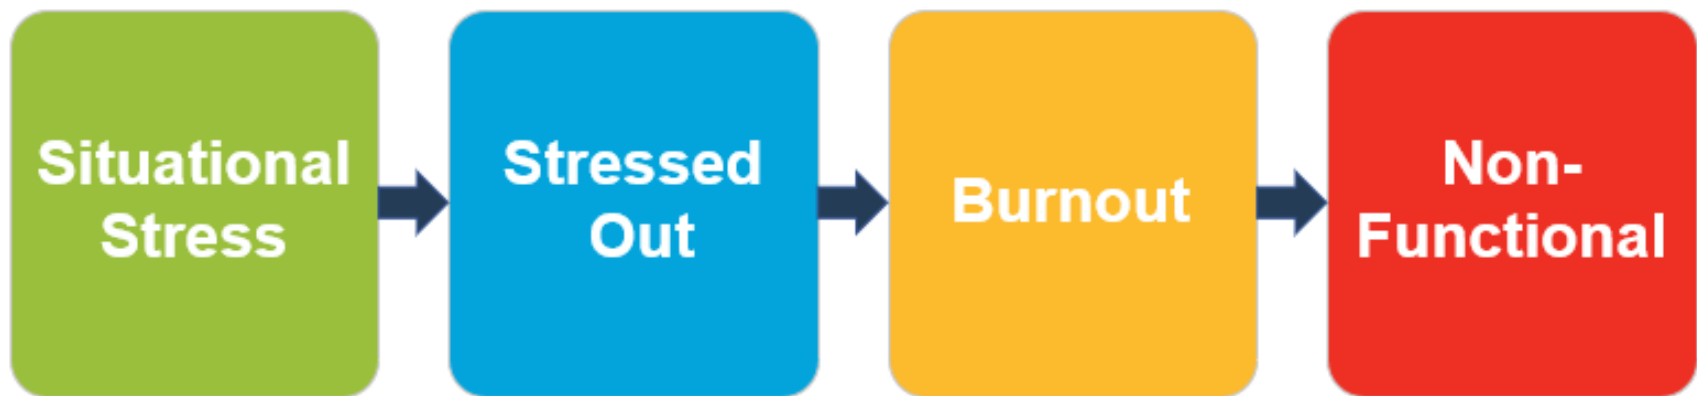 Situational
Stress
Stressed
Out
Burnout
Non-
Functional